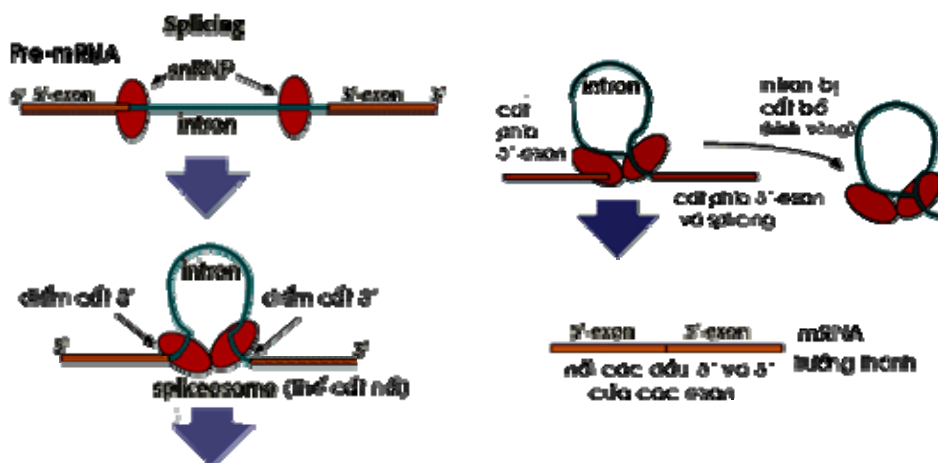 Splicing
Pre-mRNA
snRNP
5' 5'-exon
3'-exon 3'
intron
intron
điểm cắt 5'
điểm cắt 3'
5'
3'
spliceosome (thể cắt nối)
intron
cắt
phía
5'-exon
intron bị
cắt bỏ
(hình vòng)
cắt phía 3'-exon
và splicing
5'-exon 3'-exon
mRNA
trưởng thành
nối các đầu 5' và 3'
của các exon